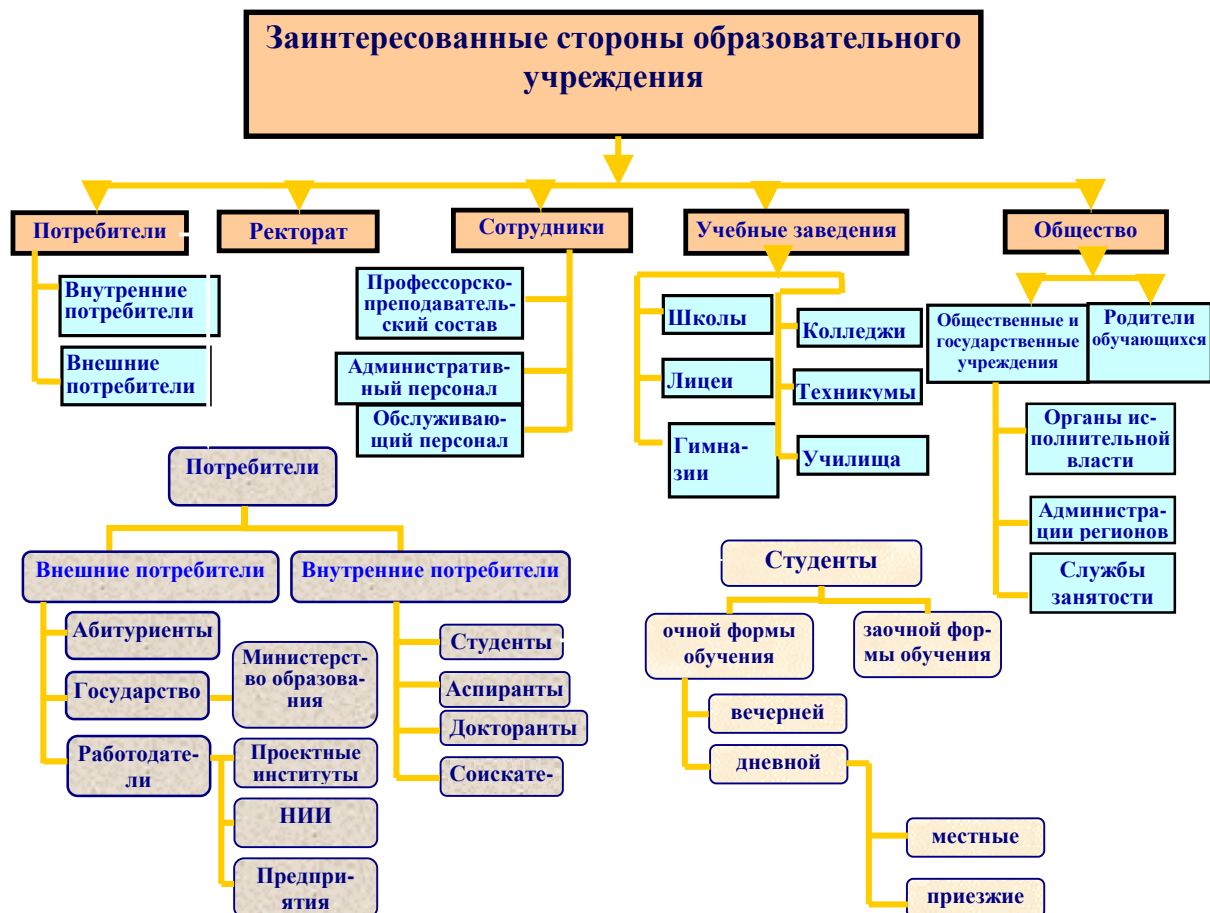 Заинтересованные стороны образовательного
учреждения
Потребители
Ректорат
Сотрудники
Учебные заведения
Общество
Внутренние
потребители
Внешние
потребители
Профессорско-
преподаватель-
ский состав
Административ-
ный персонал
Обслуживаю-
щий персонал
Школы
Лицеи
Гимна-
зии
Колледжи
Техникумы
Училища
Общественные и
государственные
учреждения
Родители
обучающихся
Органы ис-
полнительной
власти
Администра-
ции регионов
Службы
занятости
Потребители
Внешние потребители
Внутренние потребители
Абитуриенты
Государство
Министерст-
во образова-
ния
Работодате-
ли
Проектные
институты
НИИ
Предпри-
ятия
Студенты
Аспиранты
Докторанты
Соискате-
Студенты
очной формы
обучения
заочной фор-
мы обучения
вечерней
дневной
местные
приезжие